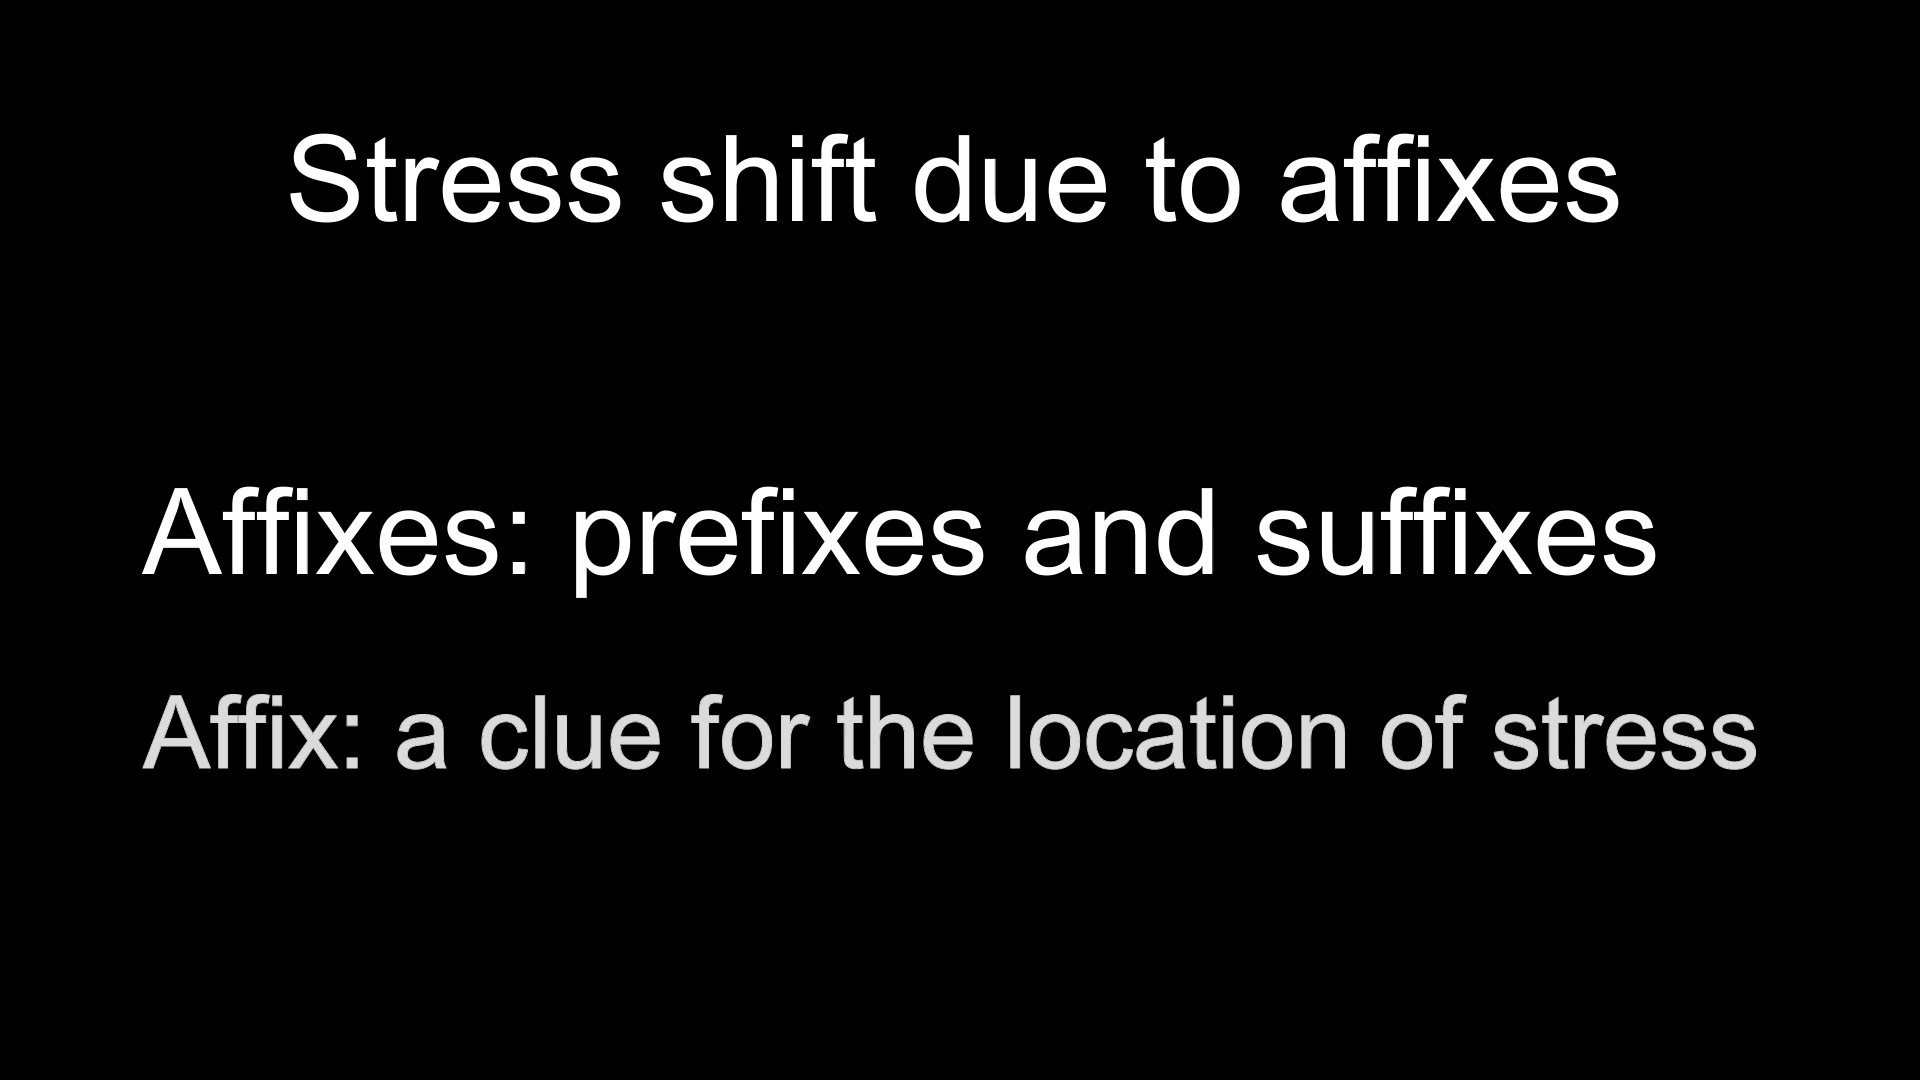 Stress shift due to affixes
Affixes: prefixes and suffixes
Affix: a clue for the location of stress